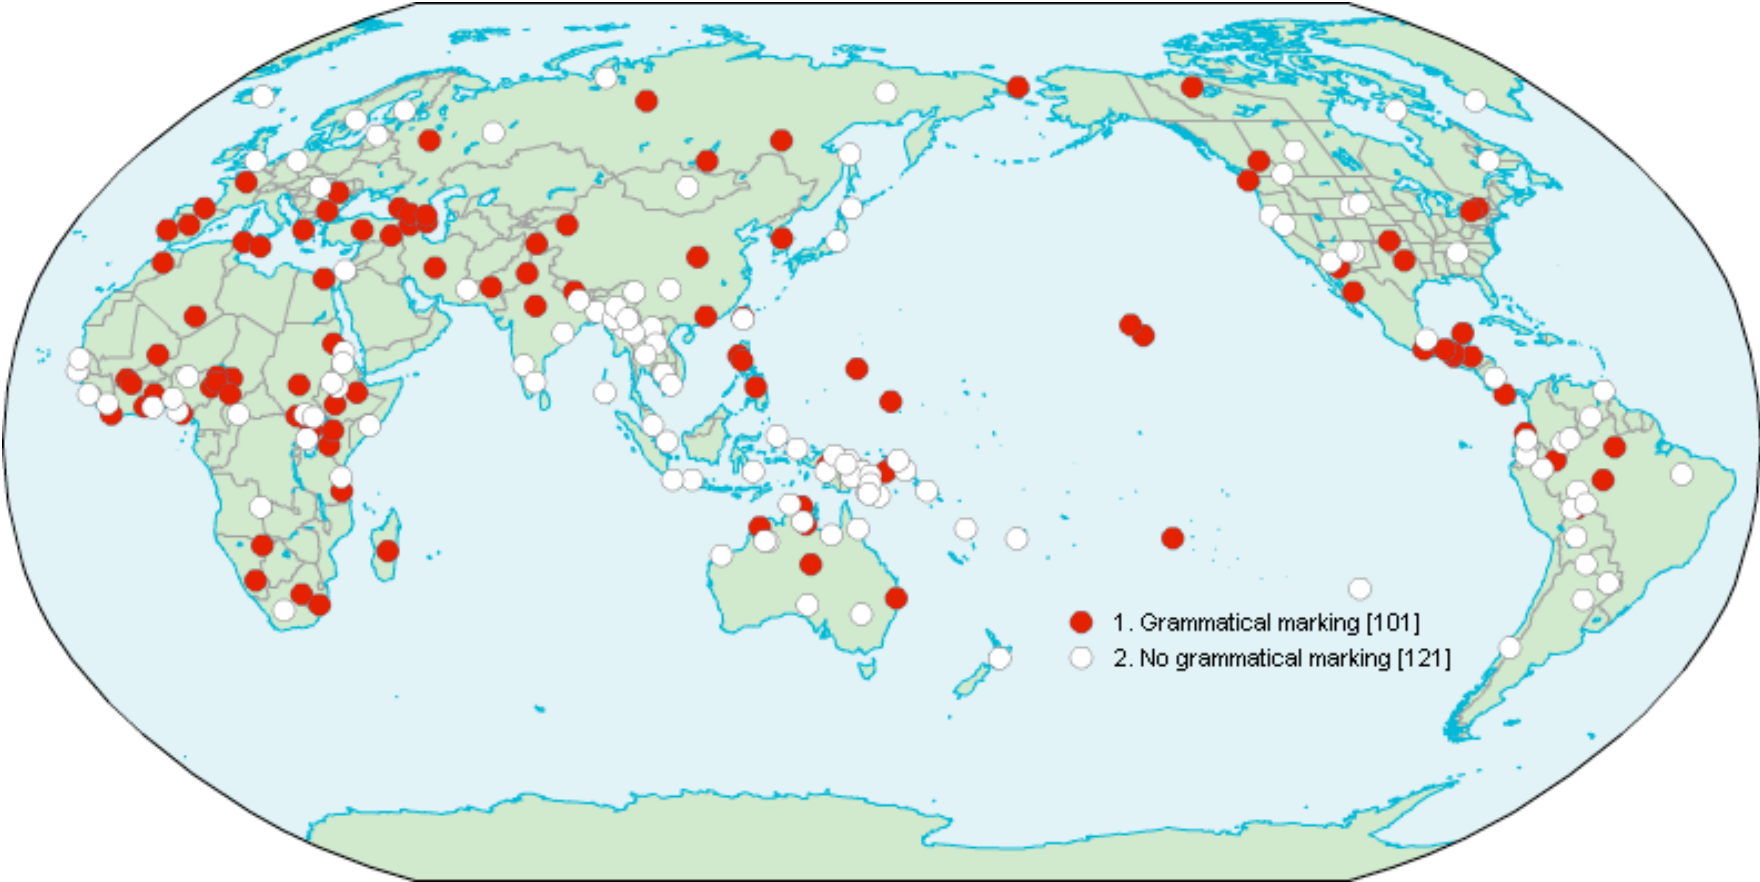 1. Grammatical marking [101]
2. No grammatical marking [121]